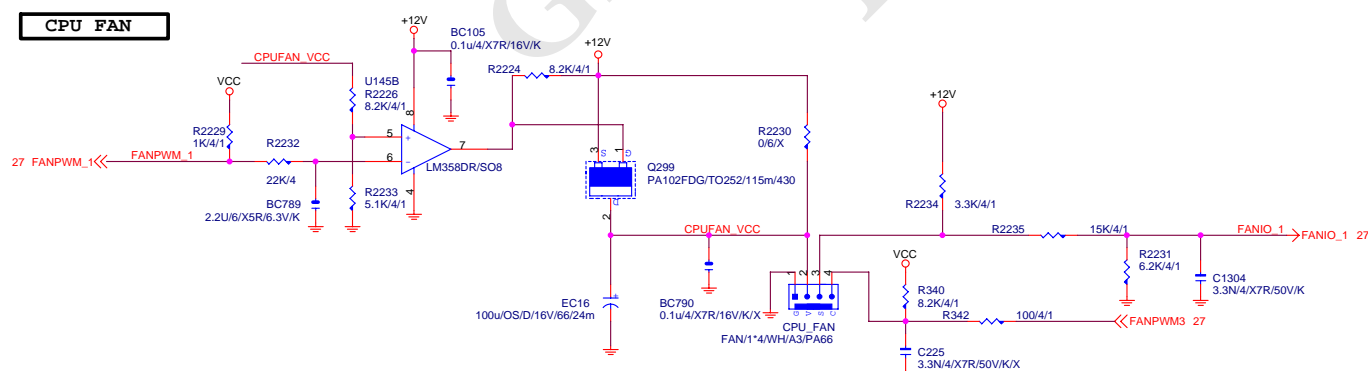 CPU FAN
+12V
BC105
0.1u/4/X7R/16V/K
CPUFAN_VCC
VCC
U145B
R2226
8.2K/4/1
R2229
1K/4/1
R2232
22K/4
27 FANPWM_1
FANPWM_1
BC789
2.2U/6/X5R/6.3V/K
R2233
5.1K/4/1
8
5
+
6
-
7
4
LM358DR/SO8
R2224
8.2K/4/1
+12V
R2230
0/6/X
3
S
1
G
Q299
PA102FDG/TO252/115m/430
D
2
CPUFAN_VCC
EC16
100u/OS/D/16V/66/24m
+
BC790
0.1u/4/X7R/16V/K/X
1
2
3
4
G
V
S
C
CPU_FAN
FAN/1*4/WH/A3/PA66
+12V
R2234
3.3K/4/1
R2235
15K/4/1
FANIO_1
FANIO_1 27
R2231
6.2K/4/1
C1304
3.3N/4/X7R/50V/K
VCC
R340
8.2K/4/1
R342
100/4/1
FANPWM3 27
C225
3.3N/4/X7R/50V/K/X